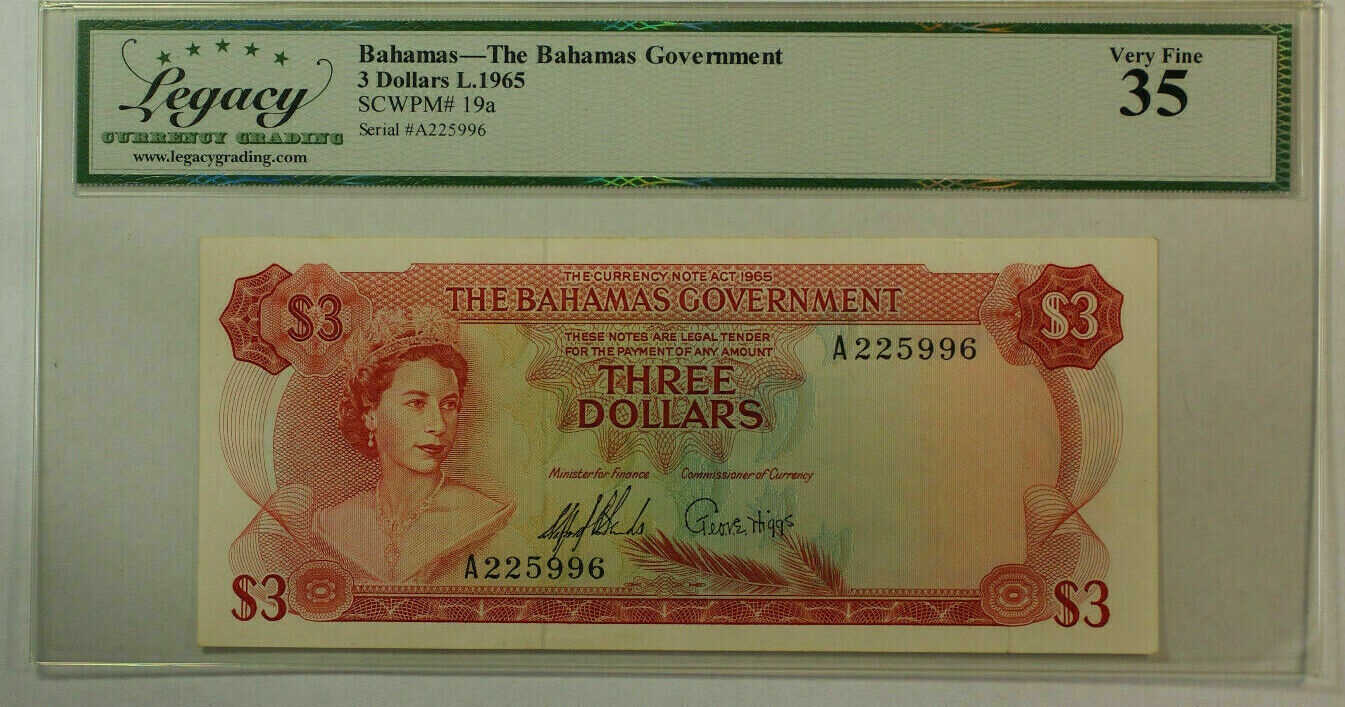 Legacy
CURRENCY GRADING
www.legacygrading.com
Bahamas—The Bahamas Government
3 Dollars L.1965
SCWPM# 19a
Serial #A225996
Very Fine
35
THE CURRENCY NOTE ACT 1965
THE BAHAMAS GOVERNMENT
$3
$3
THESE NOTES ARE LEGAL TENDER
FOR THE PAYMENT OF ANY AMOUNT
A225996
THREE
DOLLARS
Minister for Finance
Commissioner of Currency
George Higgs
A225996
$3
$3